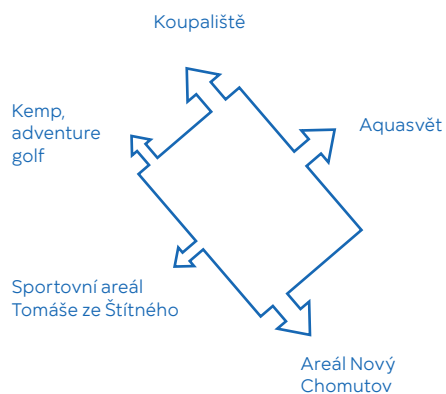 Koupaliště
Kemp,
adventure
golf
Aquasvět
Sportovní areál
Tomáše ze Štítného
Areál Nový
Chomutov